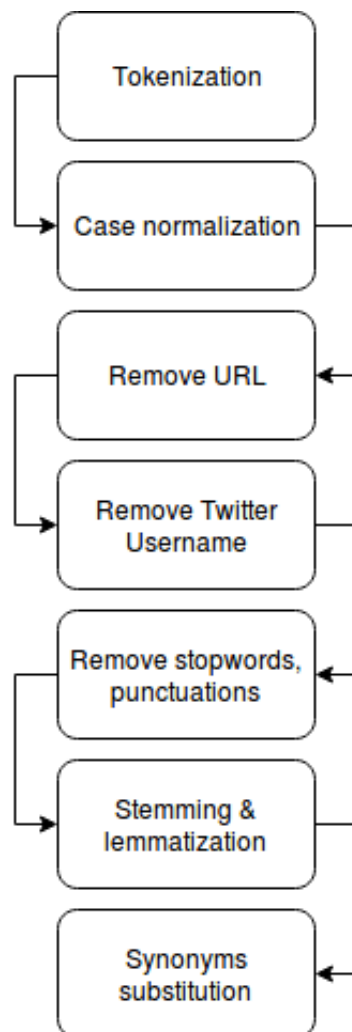 Tokenization
Case normalization
Remove URL
Remove Twitter
Username
Remove stopwords,
punctuations
Stemming &
lemmatization
Synonyms
substitution